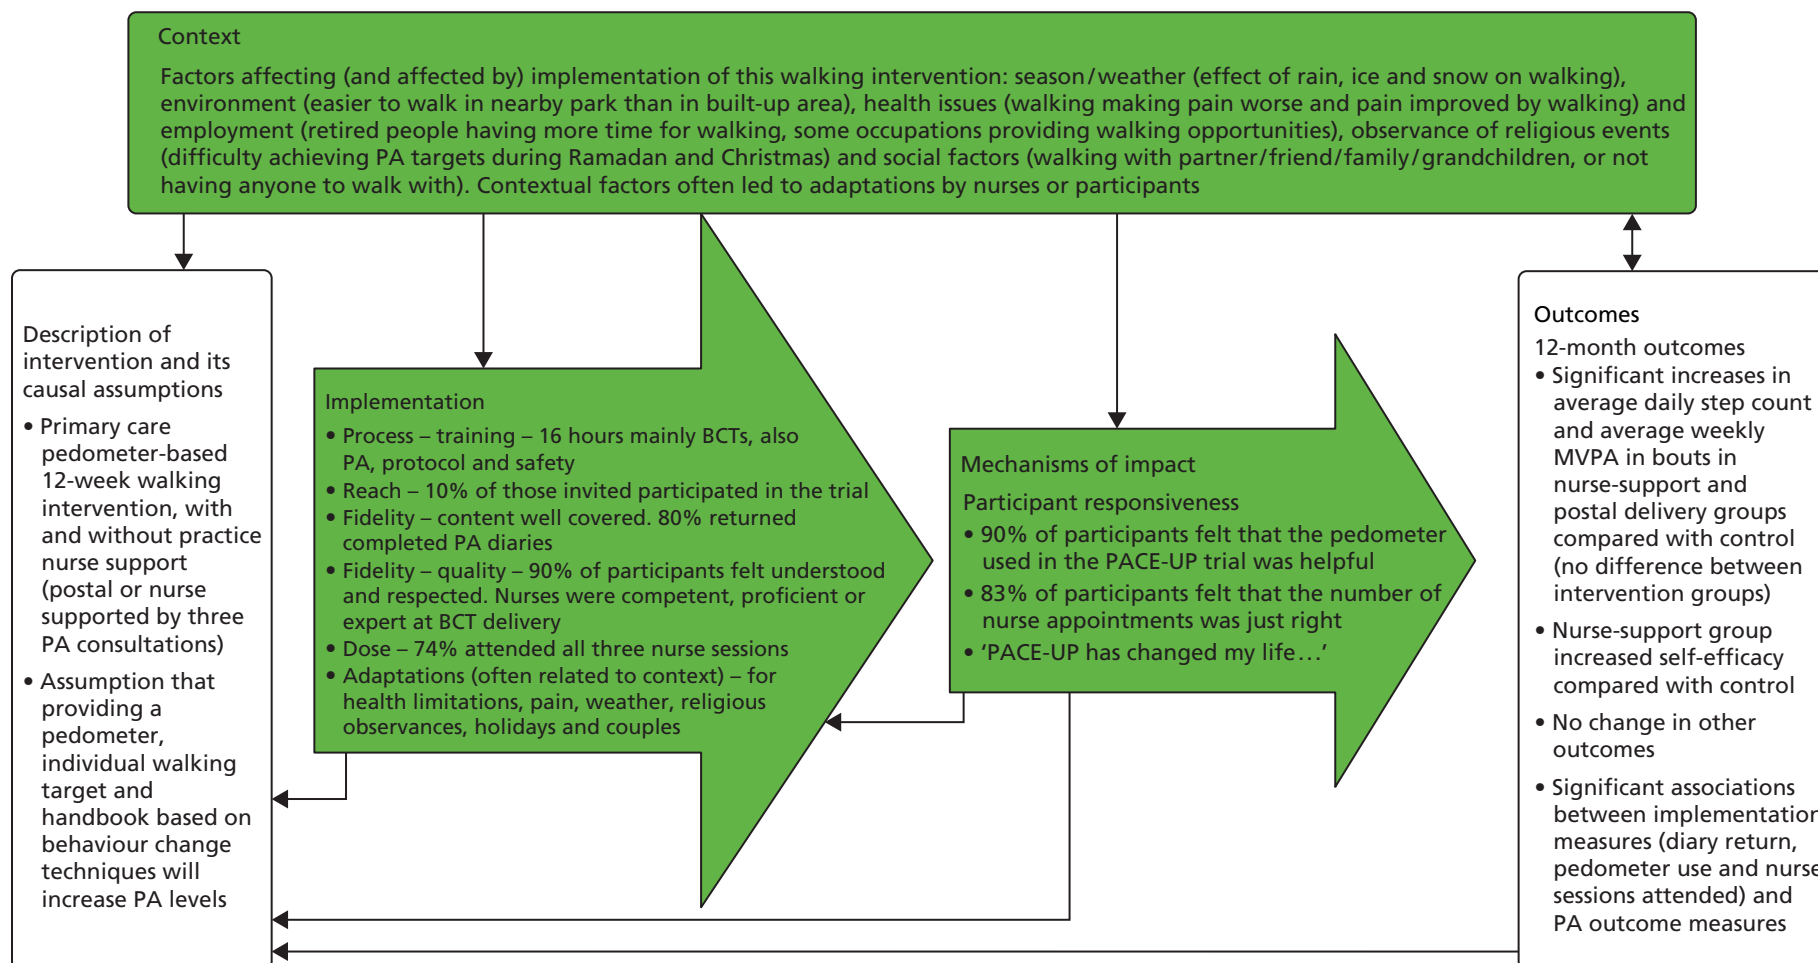 Context
Factors affecting (and affected by) implementation of this walking intervention: season/weather (effect of rain, ice and snow on walking),
environment (easier to walk in nearby park than in built-up area), health issues (walking making pain worse and pain improved by walking) and
employment (retired people having more time for walking, some occupations providing walking opportunities), observance of religious events
(difficulty achieving PA targets during Ramadan and Christmas) and social factors (walking with partner/friend/family/grandchildren, or not
having anyone to walk with). Contextual factors often led to adaptations by nurses or participants
Description of
intervention and its
causal assumptions
• Primary care
pedometer-based
12-week walking
intervention, with
and without practice
nurse support
(postal or nurse
supported by three
PA consultations)
• Assumption that
providing a
pedometer,
individual walking
target and
handbook based on
behaviour change
techniques will
increase PA levels
Implementation
• Process – training – 16 hours mainly BCTs, also
PA, protocol and safety
• Reach – 10% of those invited participated in the trial
• Fidelity – content well covered. 80% returned
completed PA diaries
• Fidelity – quality – 90% of participants felt understood
and respected. Nurses were competent, proficient or
expert at BCT delivery
• Dose – 74% attended all three nurse sessions
• Adaptations (often related to context) – for
health limitations, pain, weather, religious
observances, holidays and couples
Mechanisms of impact
Participant responsiveness
• 90% of participants felt that the pedometer
used in the PACE-UP trial was helpful
• 83% of participants felt that the number of
nurse appointments was just right
• ‘PACE-UP has changed my life…’
Outcomes
12-month outcomes
• Significant increases in
average daily step count
and average weekly
MVPA in bouts in
nurse-support and
postal delivery groups
compared with control
(no difference between
intervention groups)
• Nurse-support group
increased self-efficacy
compared with control
• No change in other
outcomes
• Significant associations
between implementation
measures (diary return,
pedometer use and nurse
sessions attended) and
PA outcome measures